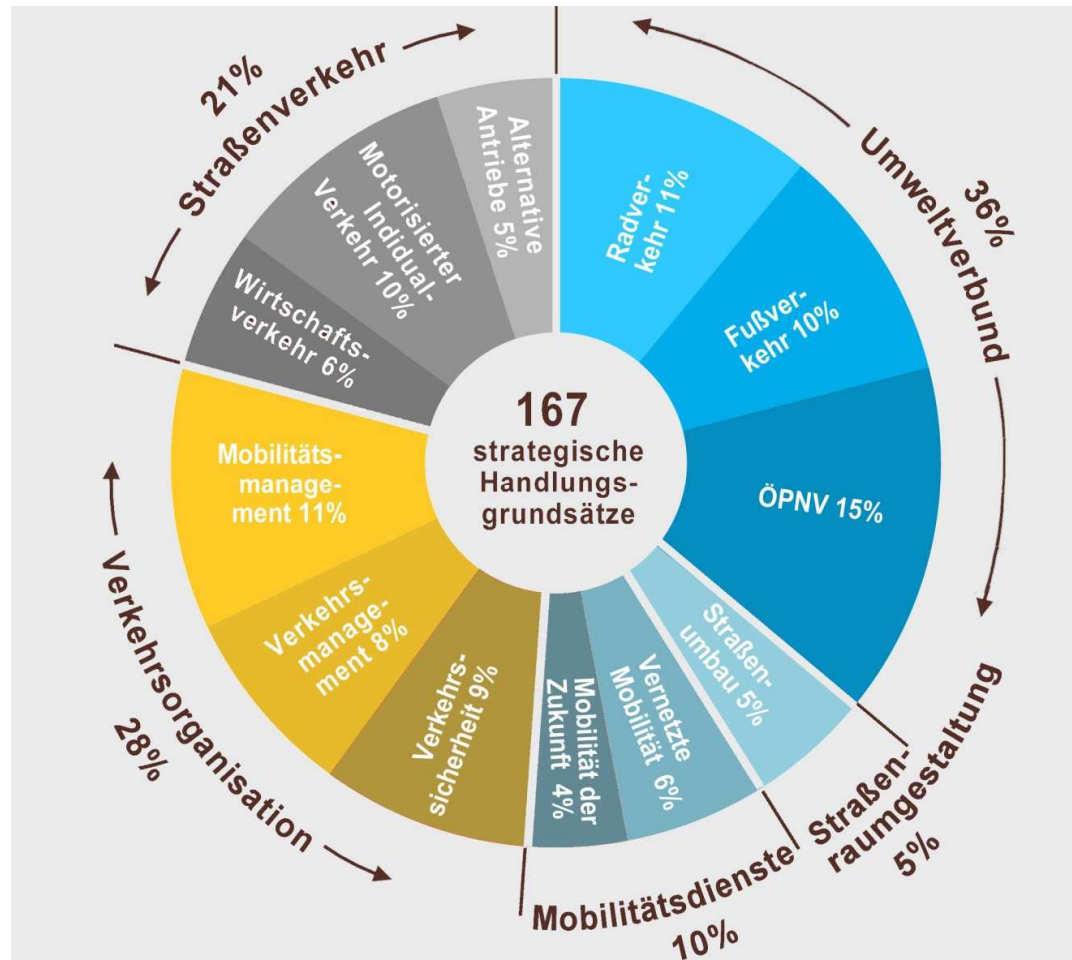 21%
Straßenverkehr
Alternative
Antriebe 5%
Motorisierter
Indidual-
Verkehr 10%
Wirtschafts-
verkehr 6%
36%
Umweltverbund
Radver-
kehr 11%
Fußver-
kehr 10%
ÖPNV 15%
167
strategische
Handlungs-
grundsätze
Straßen-
umbau 5%
Straßen-
raumgestaltung
5%
Vernetzte
Mobilität 6%
Mobilität der
Zukunft 4%
Mobilitätsdienste
10%
Verkehrs-
sicherheit 9%
Verkehrs-
manage-
ment 8%
Mobilitäts-
manage-
ment 11%
Verkehrsorganisation
28%